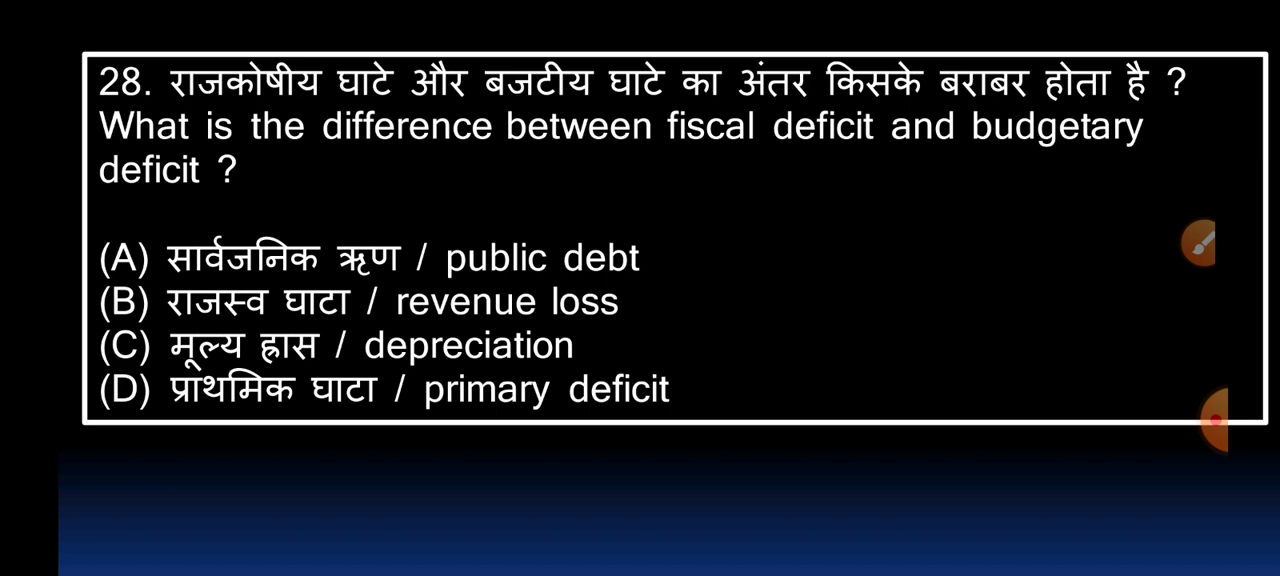 28. राजकोषीय घाटे और बजटीय घाटे का अंतर किसके बराबर होता है ?
What is the difference between fiscal deficit and budgetary
deficit ?
(A) सार्वजनिक ऋण / public debt
(B) राजस्व घाटा / revenue loss
(C) मूल्य ह्रास / depreciation
(D) प्राथमिक घाटा / primary deficit